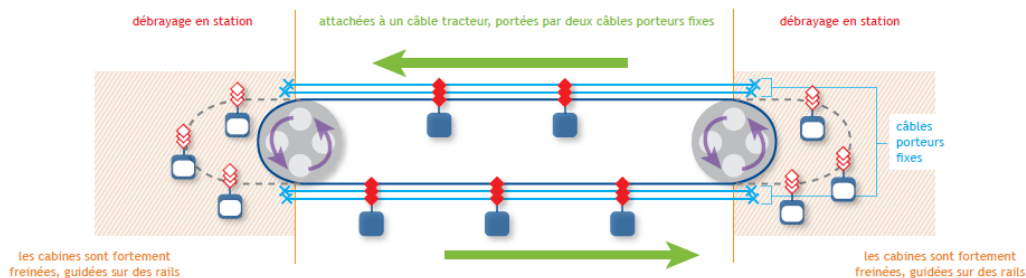 débrayage en station
attachées à un câble tracteur, portées par deux câbles porteurs fixes
débrayage en station
câbles
porteurs
fixes
les cabines sont fortement
freinées, guidées sur des rails
les cabines sont fortement
freinées, guidées sur des rails